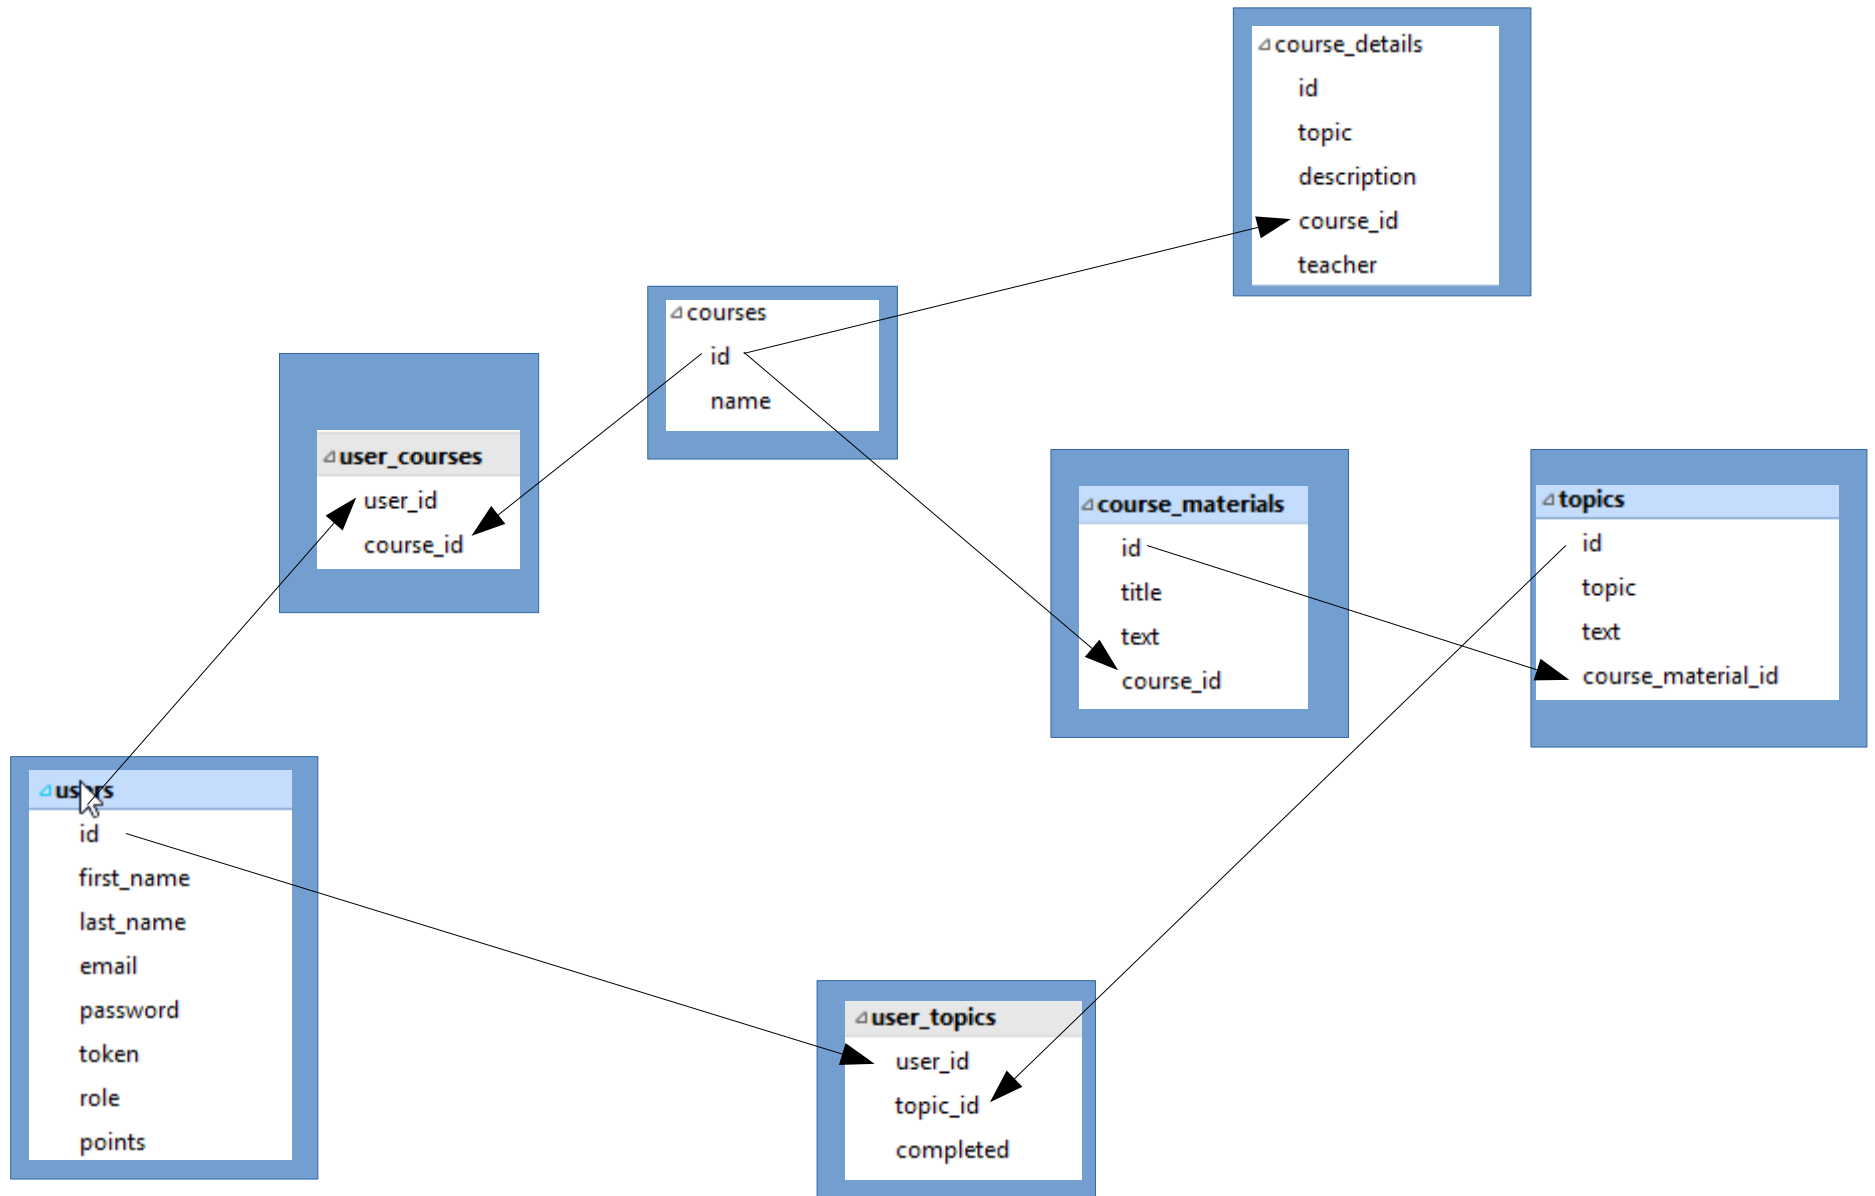 course_details
id
topic
description
course_id
teacher
courses
id
name
user_courses
user_id
course_id
course_materials
id
title
text
course_id
topics
id
topic
text
course_material_id
users
id
first_name
last_name
email
password
token
role
points
user_topics
user_id
topic_id
completed